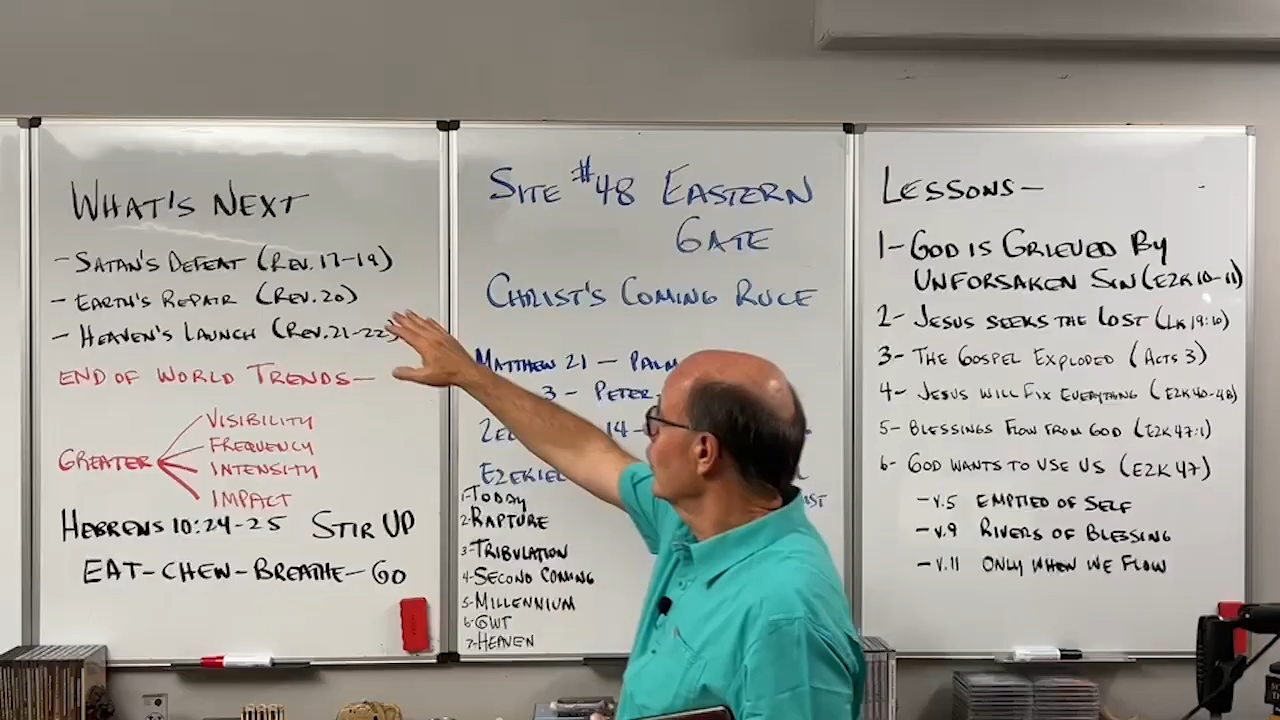 WHAT'S NEXT
- SATAN'S DEFEAT (REV.17-19)
- EARTH'S REPAIR (REV.20)
- HEAVEN'S LAUNCH (REV.21-22)
END OF WORLD TRENDS-
GREATER
VISIBILITY
FREQUENCY
INTENSITY
IMPACT
HEBRENS 10:24-25 STIR UP
EAT-CHEW-BREATHE-GO
SITE #48 EASTERN
GATE
CHRIST'S COMING RULE
MATTHEW 21 - PALM
3 - PETER
14 -
EZEKIEL
1-TODAY
2-RAPTURE
3-TRIBULATION
4-SECOND COMING
5-MILLENNIUM
6-GWT
7-HEAVEN
LESSONS-
1- GOD IS GRIEVED BY
UNFORSAKEN SIN (EZK 10-11)
2- JESUS SEEKS THE LOST (LK 19:10)
3- THE GOSPEL EXPLODED (ACTS 3)
4- JESUS WILL FIX EVERYTHING (EZK 40-48)
5- BLESSINGS FLOW FROM GOD (EZK 47:1)
6- GOD WANTS TO USE US (EZK 47)
- V.5 EMPTIED OF SELF
- V.9 RIVERS OF BLESSING
- V.11 ONLY WHEN WE FLOW